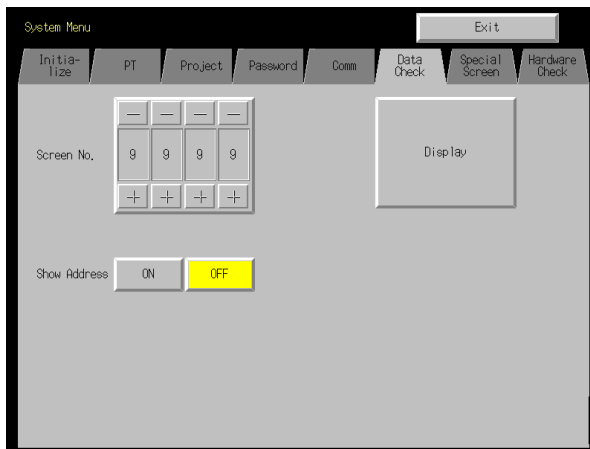 System Menu
Exit
Initia-
lize
PT
Project
Password
Comm
Data
Check
Special
Screen
Hardware
Check
— — — —
Screen No.
9 9 9 9
Display
+ + + +
Show Address
ON
OFF